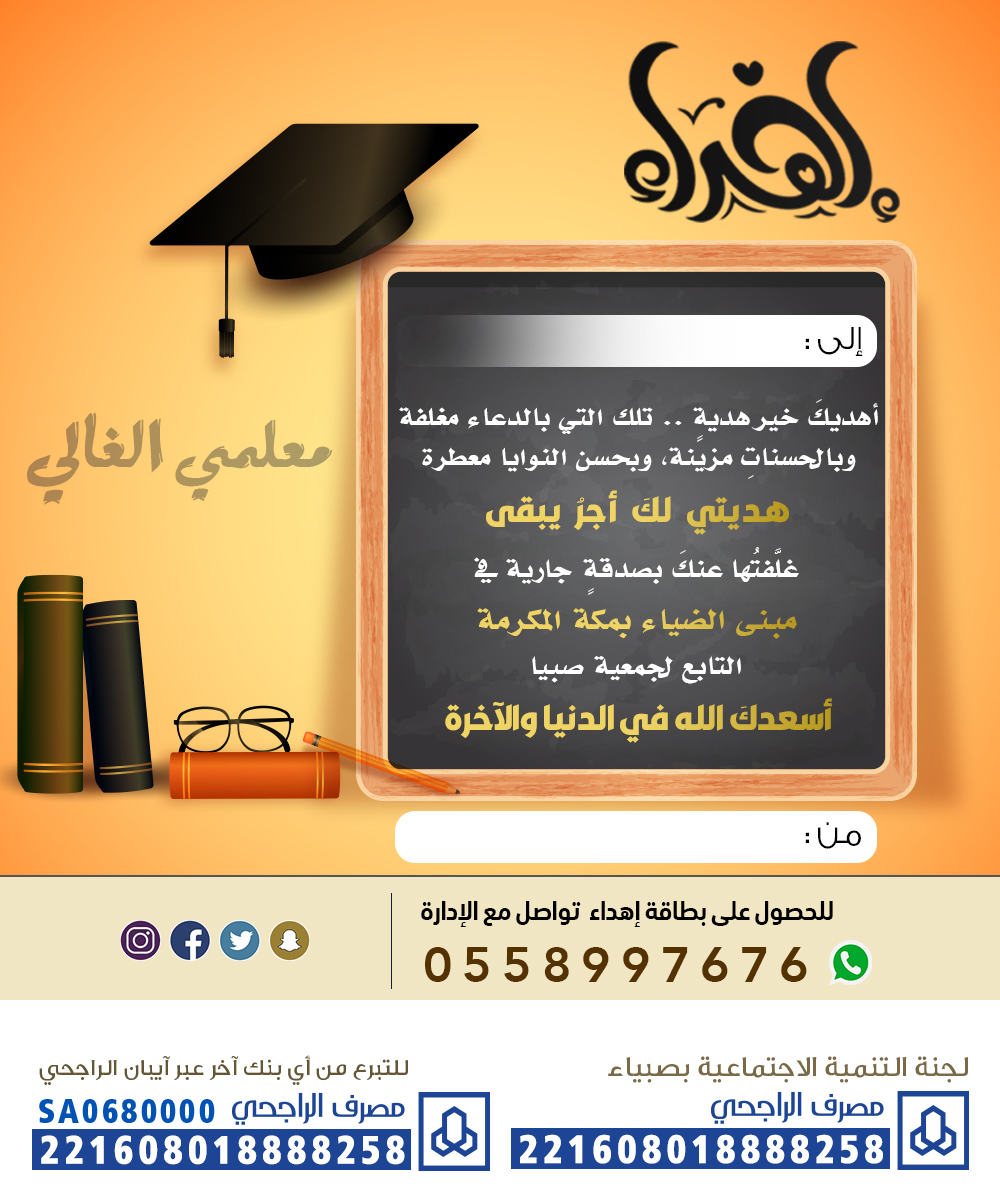 إهداء
إلى :
أهديكَ خير هديةٍ .. تلك التي بالدعاء مغلفة
وبالحسناتِ مزينة، وبحسن النوايا معطرة
هديتي لكَ أجرُ يبقى
غلَّفتُها عنكَ بصدقةٍ جارية في
مبنى الضياء بمكة المكرمة
التابع لجمعية صبيا
أسعدكَ الله في الدنيا والآخرة
معلمي الغالي
من :
للحصول على بطاقة إهداء تواصل مع الإدارة
0558997676
لجنة التنمية الاجتماعية بصبياء
مصرف الراجحي
221608018888258
للتبرع من أي بنك آخر عبر آيبان الراجحي
مصرف الراجحي SA0680000
221608018888258